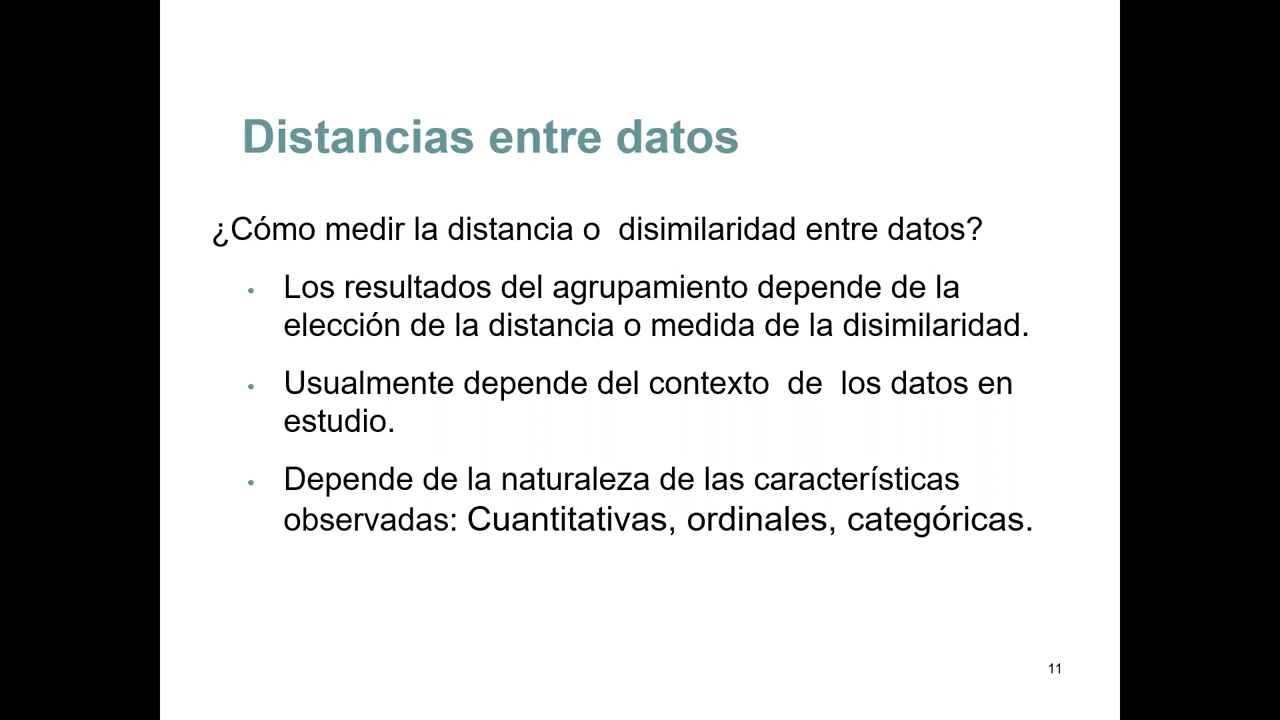 Distancias entre datos
¿Cómo medir la distancia o  disimilaridad entre datos?
• Los resultados del agrupamiento depende de la
elección de la distancia o medida de la disimilaridad.
• Usualmente depende del contexto  de  los datos en
estudio.
• Depende de la naturaleza de las características
observadas: Cuantitativas, ordinales, categóricas.
11